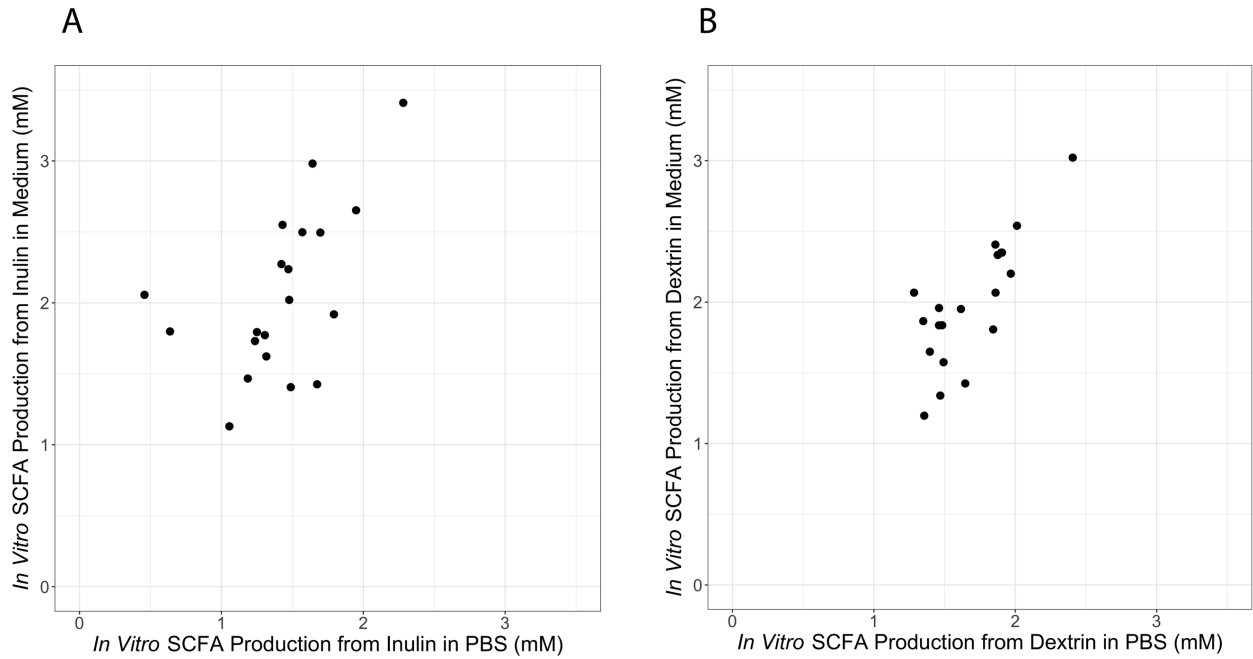 A
B
In Vitro SCFA Production from Inulin in Medium (mM)
3
2
1
0
0 1 2 3
In Vitro SCFA Production from Inulin in PBS (mM)
In Vitro SCFA Production from Dextrin in Medium (mM)
3
2
1
0
0 1 2 3
In Vitro SCFA Production from Dextrin in PBS (mM)